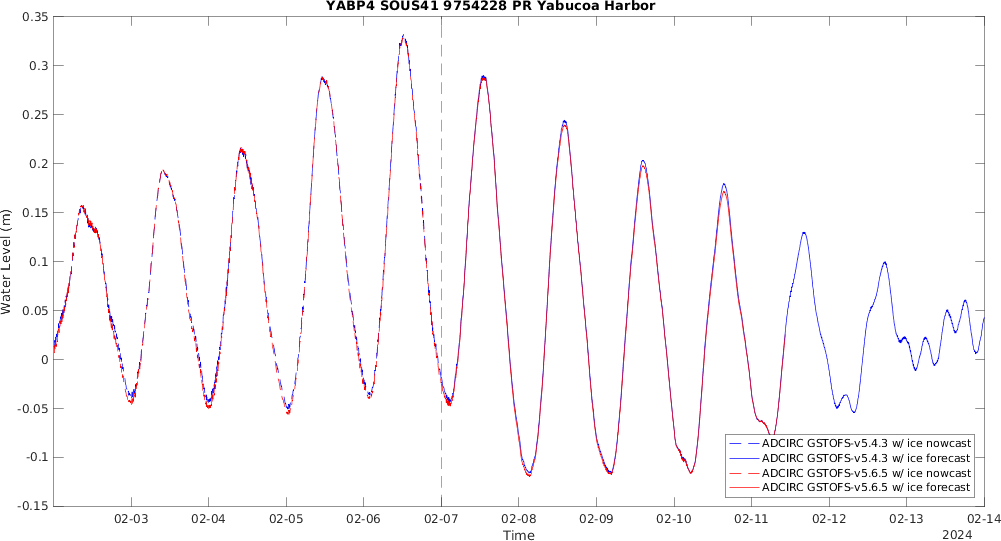 YABP4 SOUS41 9754228 PR Yabucoa Harbor
0.35
0.3
0.25
0.2
0.15
0.1
0.05
0
-0.05
-0.1
-0.15
Water Level (m)
02-03 02-04 02-05 02-06 02-07 02-08 02-09 02-10 02-11 02-12 02-13 02-14
Time
2024
ADCIRC GSTOFS-v5.4.3 w/ ice nowcast
ADCIRC GSTOFS-v5.4.3 w/ ice forecast
ADCIRC GSTOFS-v5.6.5 w/ ice nowcast
ADCIRC GSTOFS-v5.6.5 w/ ice forecast